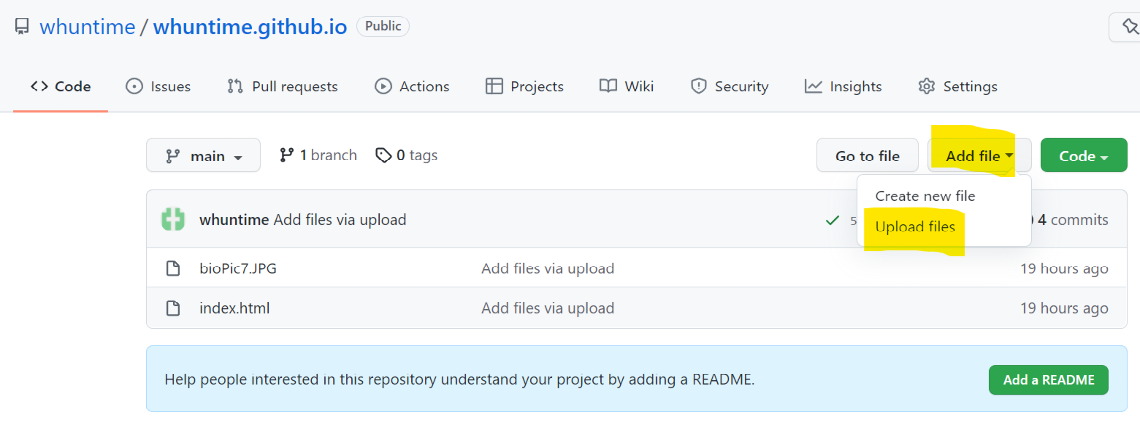 whuntime / whuntime.github.io Public
Code Issues Pull requests Actions Projects Wiki Security Insights Settings
main 1 branch 0 tags Go to file Add file Code
Create new file
Upload files
whuntime Add files via upload 5 4 commits
bioPic7.JPG Add files via upload 19 hours ago
index.html Add files via upload 19 hours ago
Help people interested in this repository understand your project by adding a README. Add a README